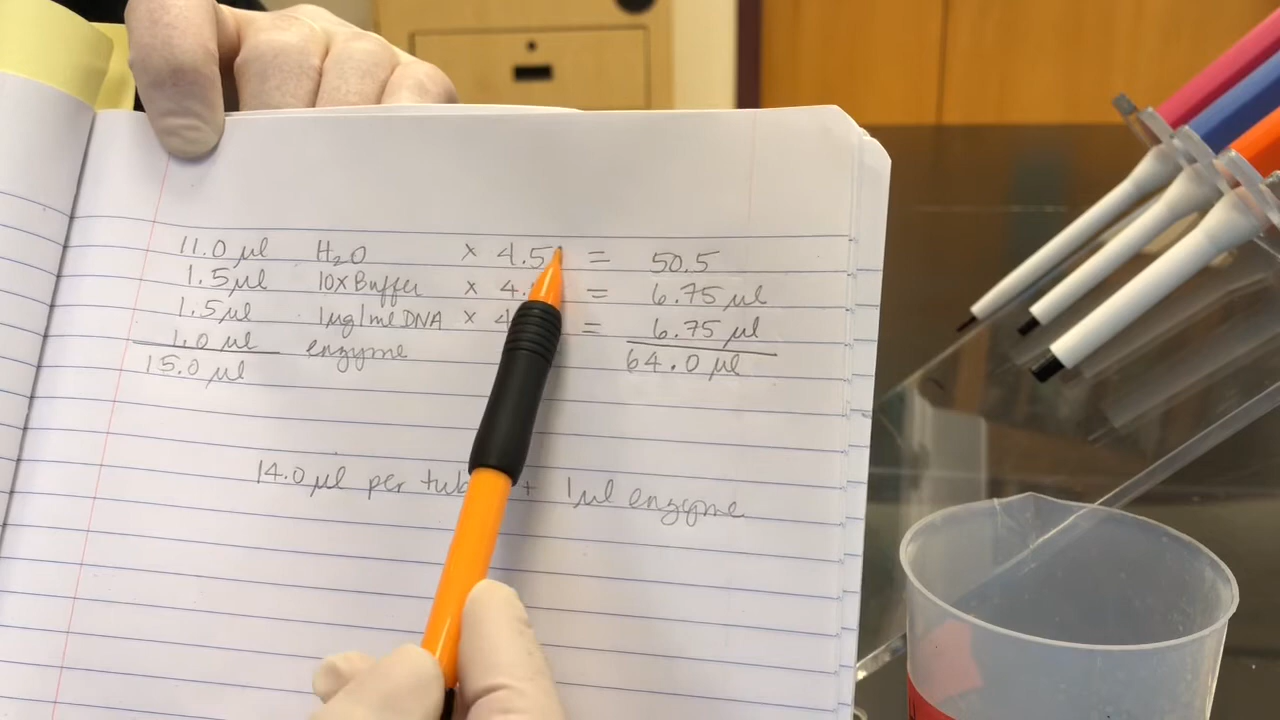 11.0 µl H₂O × 4.5 = 50.5
1.5 µl 10x Buffer × 4. = 6.75 µl
1.5 µl 1µg/ml DNA × 4 = 6.75 µl
1.0 µl enzyme
15.0 µl 64.0 µl
14.0 µl per tub + 1µl enzyme